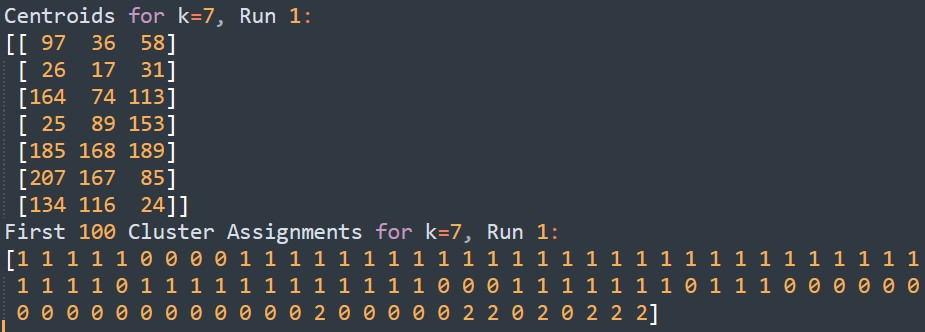 Centroids for k=7, Run 1:
[[ 97 36 58]
[ 26 17 31]
[164 74 113]
[ 25 89 153]
[185 168 189]
[207 167 85]
[134 116 24]]
First 100 Cluster Assignments for k=7, Run 1:
[1 1 1 1 1 0 0 0 0 1 1 1 1 1 1 1 1 1 1 1 1 1 1 1 1 1 1 1 1 1 1 1 1 1 1 1 1
1 1 1 1 0 1 1 1 1 1 1 1 1 1 1 1 1 0 0 0 1 1 1 1 1 1 1 0 1 1 1 0 0 0 0 0 0
0 0 0 0 0 0 0 0 0 0 0 0 2 0 0 0 0 0 2 2 0 2 0 2 2 2]